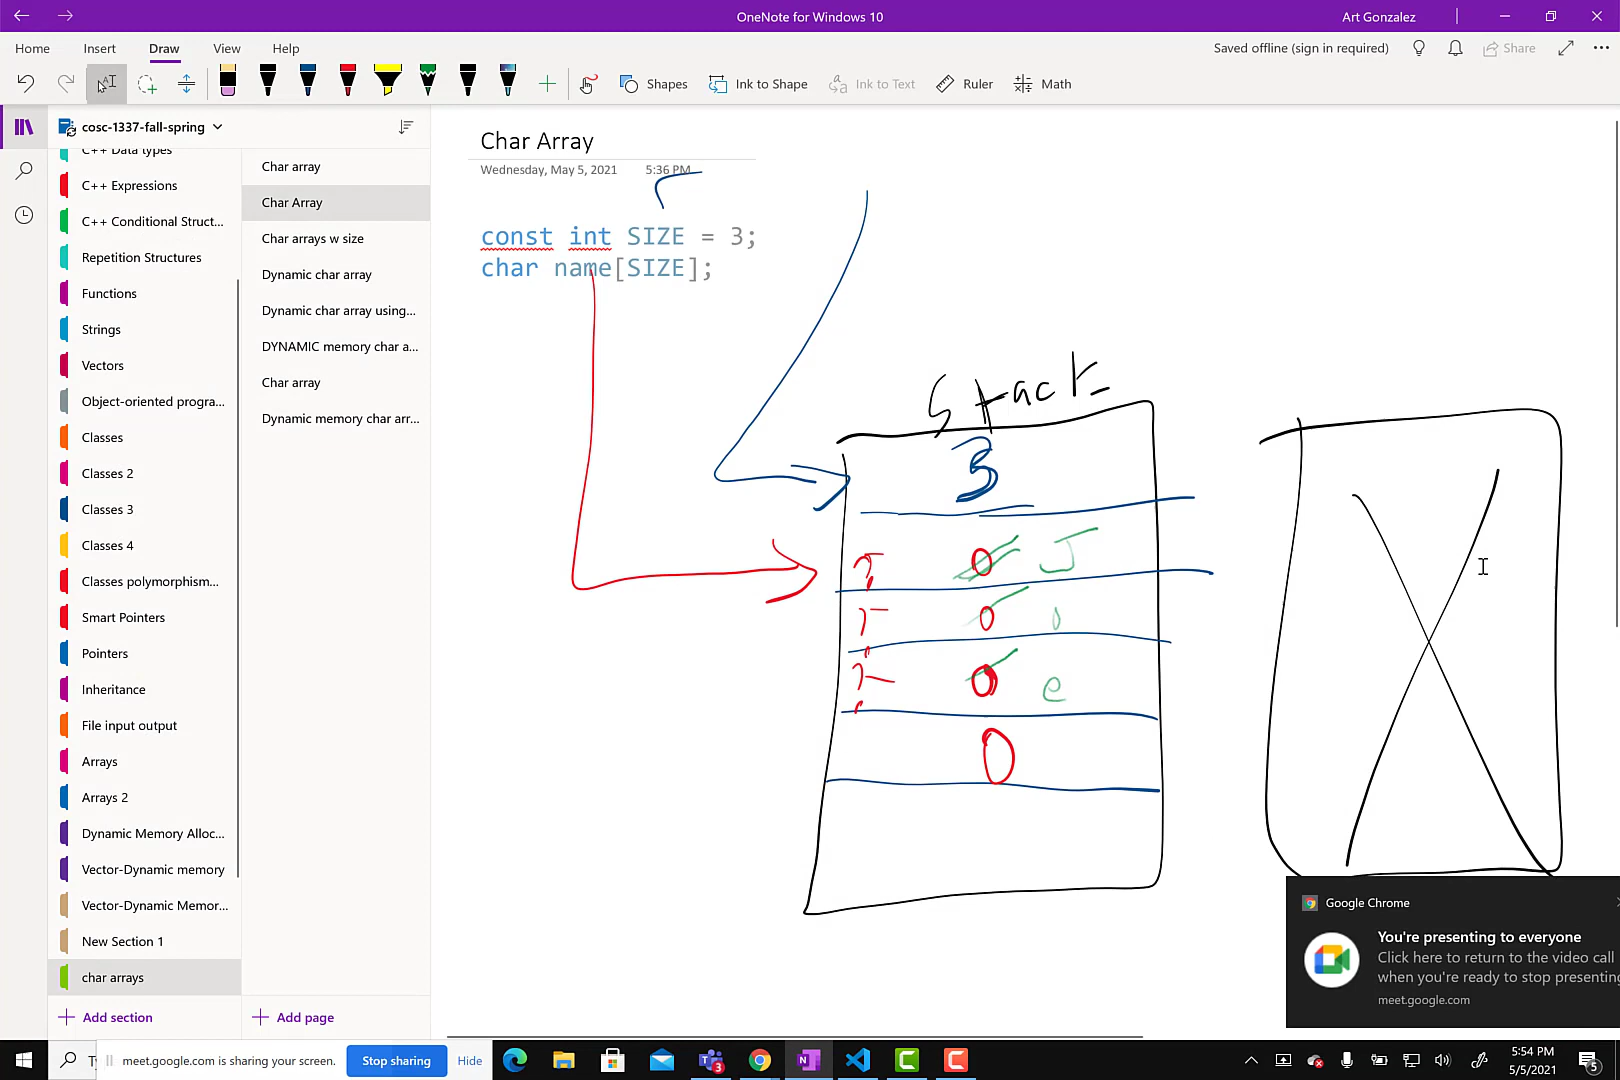 OneNote for Windows 10
Art Gonzalez
Home
Insert
Draw
View
Help
Saved offline (sign in required)
Share
Shapes
Ink to Shape
Ink to Text
Ruler
Math
cosc-1337-fall-spring
C++ Data types
C++ Expressions
C++ Conditional Struct...
Repetition Structures
Functions
Strings
Vectors
Object-oriented progra...
Classes
Classes 2
Classes 3
Classes 4
Classes polymorphism...
Smart Pointers
Pointers
Inheritance
File input output
Arrays
Arrays 2
Dynamic Memory Alloc...
Vector-Dynamic memory
Vector-Dynamic Memor...
New Section 1
char arrays
Add section
Char array
Char Array
Char arrays w size
Dynamic char array
Dynamic char array using...
DYNAMIC memory char a...
Char array
Dynamic memory char arr...
Add page
Char Array
Wednesday, May 5, 2021 5:36 PM
const int SIZE = 3;
char name[SIZE];
Stack
3
? 0 J
? 0 o
? 0 e
0
Google Chrome
You're presenting to everyone
Click here to return to the video call
when you're ready to stop presenting
meet.google.com
meet.google.com is sharing your screen.
Stop sharing
Hide
3
5:54 PM
5/5/2021
5